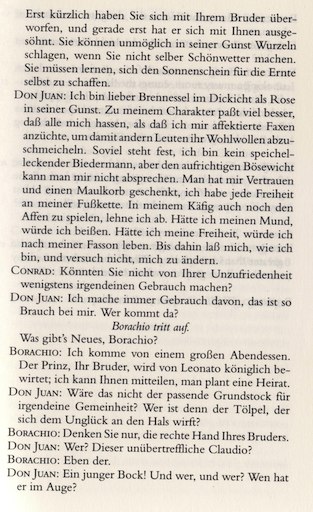 Erst kürzlich haben Sie sich mit Ihrem Bruder über-
worfen, und gerade erst hat er sich mit Ihnen ausge-
söhnt. Sie können unmöglich in seiner Gunst Wurzeln
schlagen, wenn Sie nicht selber Schönwetter machen.
Sie müssen lernen, sich den Sonnenschein für die Ernte
selbst zu schaffen.
DON JUAN: Ich bin lieber Brennessel im Dickicht als Rose
in seiner Gunst. Zu meinem Charakter paßt viel besser,
daß alle mich hassen, als daß ich mir affektierte Faxen
anzüchte, um damit andern Leuten ihr Wohlwollen abzu-
schmeicheln. Soviel steht fest, ich bin kein speichel-
leckender Biedermann, aber den aufrichtigen Bösewicht
kann man mir nicht absprechen. Man hat mir Vertrauen
und einen Maulkorb geschenkt, ich habe jede Freiheit
an meiner Fußkette. In meinem Käfig auch noch den
Affen zu spielen, lehne ich ab. Hätte ich meinen Mund,
würde ich beißen. Hätte ich meine Freiheit, würde ich
nach meiner Fasson leben. Bis dahin laß mich, wie ich
bin, und versuch nicht, mich zu ändern.
CONRAD: Könnten Sie nicht von Ihrer Unzufriedenheit
wenigstens irgendeinen Gebrauch machen?
DON JUAN: Ich mache immer Gebrauch davon, das ist so
Brauch bei mir. Wer kommt da?
Borachio tritt auf.
Was gibt's Neues, Borachio?
BORACHIO: Ich komme von einem großen Abendessen.
Der Prinz, Ihr Bruder, wird von Leonato königlich be-
wirtet; ich kann Ihnen mitteilen, man plant eine Heirat.
DON JUAN: Wäre das nicht der passende Grundstock für
irgendeine Gemeinheit? Wer ist denn der Tölpel, der
sich dem Unglück an den Hals wirft?
BORACHIO: Denken Sie nur, die rechte Hand Ihres Bruders.
DON JUAN: Wer? Dieser unübertreffliche Claudio?
BORACHIO: Eben der.
DON JUAN: Ein junger Bock! Und wer, und wer? Wen hat
er im Auge?